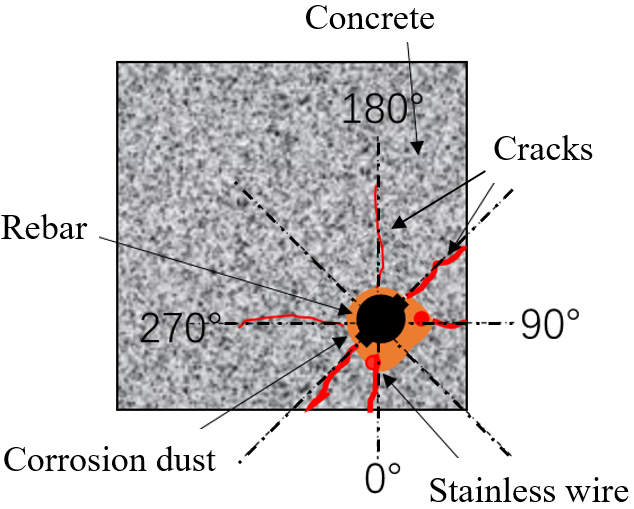 Concrete
180°
Cracks
Rebar
270°
90°
Corrosion dust
0°
Stainless wire